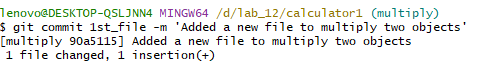 lenovo@DESKTOP-QSLJNN4 MINGW64 /d/lab_12/calculator1 (multiply)
$ git commit 1st_file -m 'Added a new file to multiply two objects'
[multiply 90a5115] Added a new file to multiply two objects
 1 file changed, 1 insertion(+)